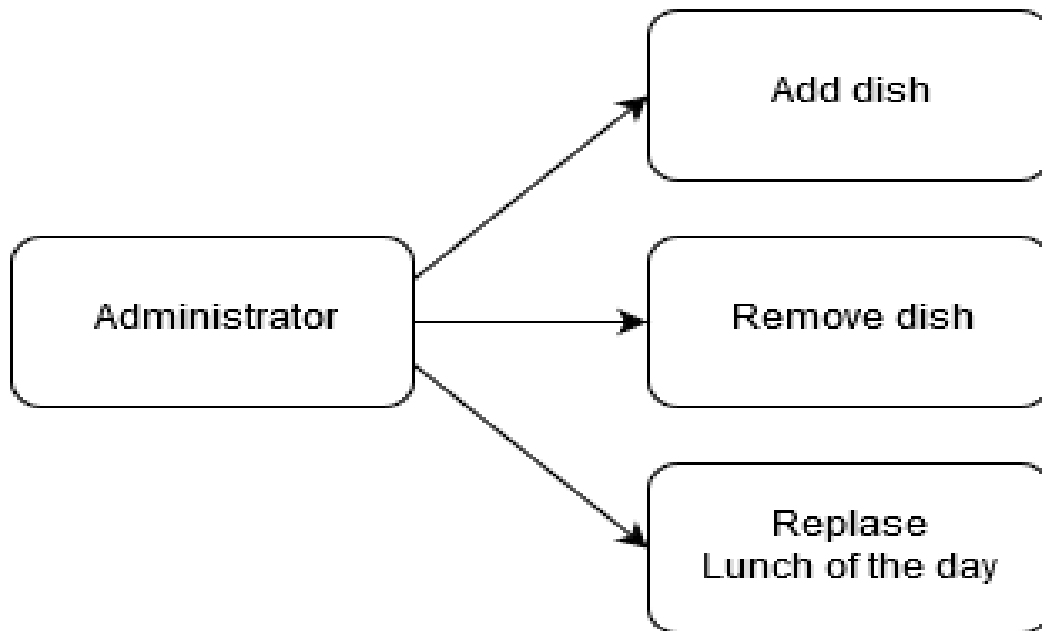 Add dish
Administrator
Remove dish
Replase
Lunch of the day